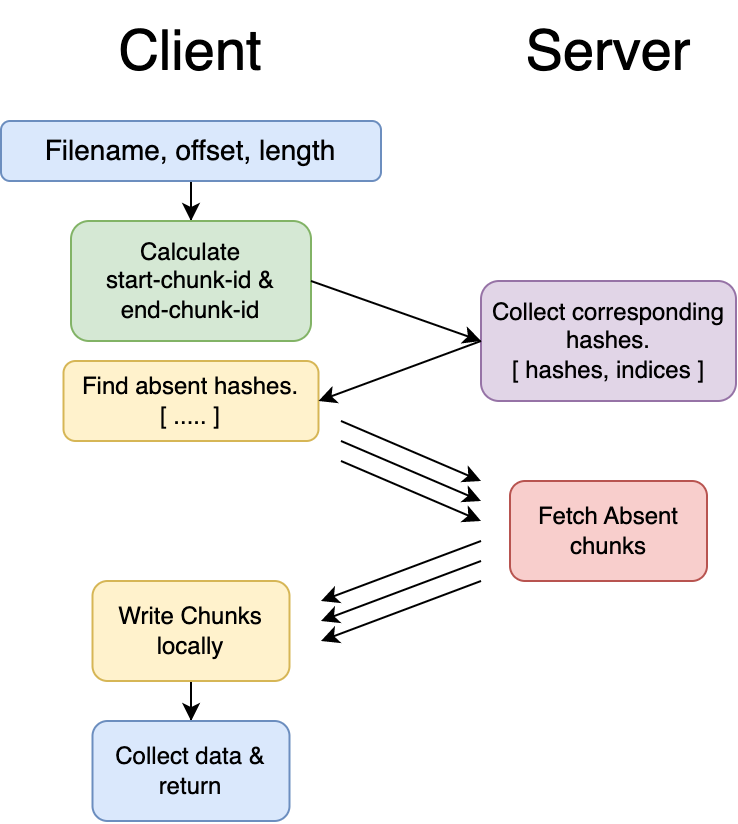 Client
Server
Filename, offset, length
Calculate
start-chunk-id &
end-chunk-id
Collect corresponding
hashes.
[ hashes, indices ]
Find absent hashes.
[ ..... ]
Fetch Absent
chunks
Write Chunks
locally
Collect data &
return